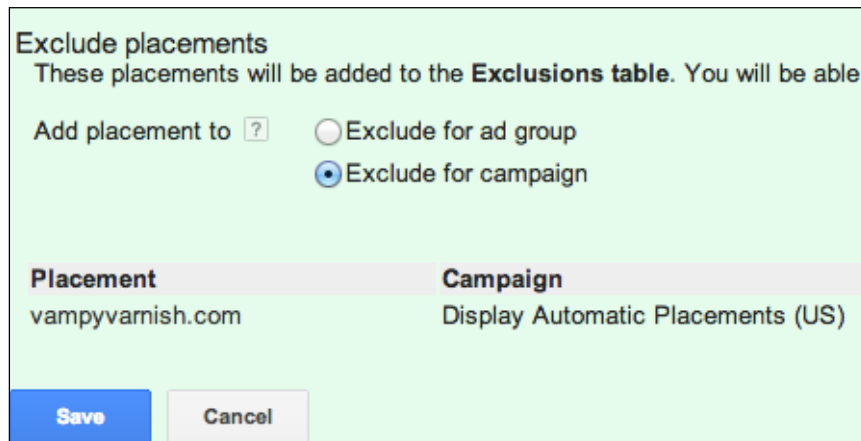 Exclude placements
These placements will be added to the Exclusions table. You will be able
Add placement to ? Exclude for ad group
Exclude for campaign
Placement Campaign
vampyvarnish.com Display Automatic Placements (US)
Save Cancel